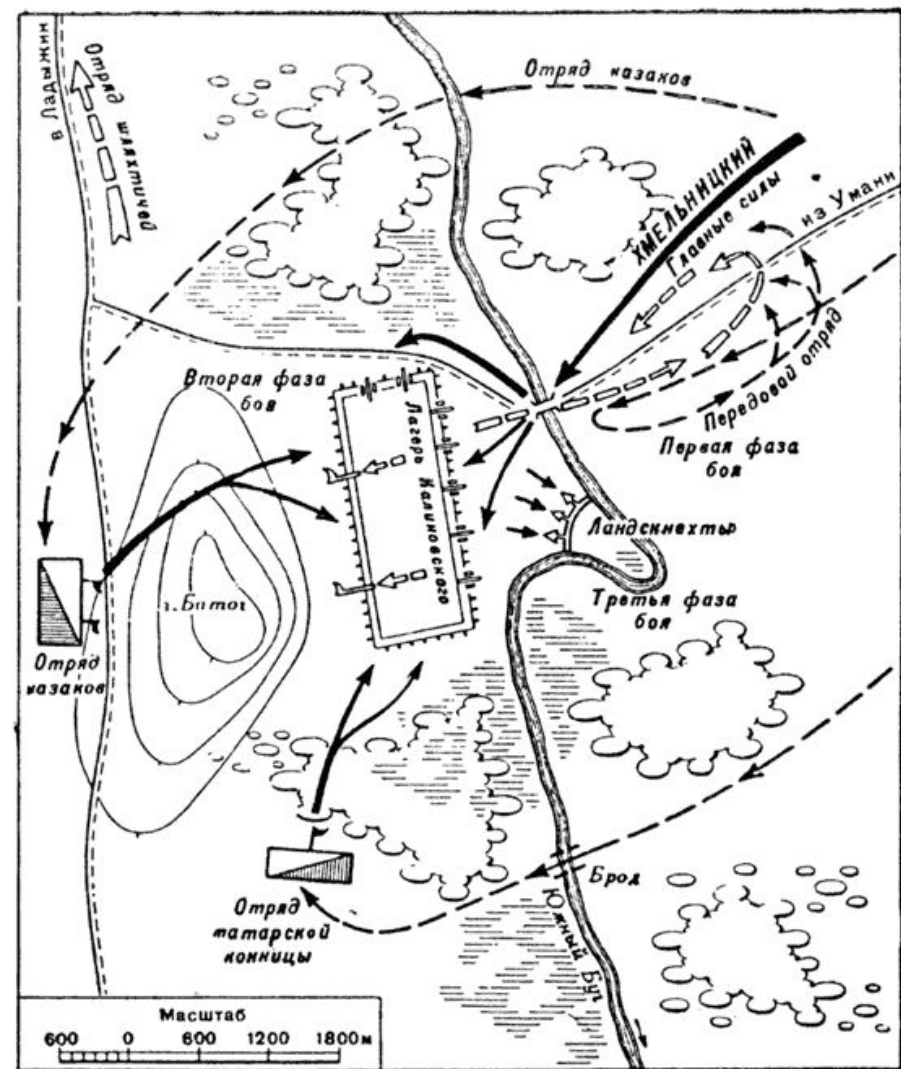 в Ладыжин
Отряд
шляхтичей
Отряд казаков
ХМЕЛЬНИЦКИЙ
Главные силы
из Умани
Передовой отряд
Первая фаза
боя
Вторая фаза
боя
Лагерь
Калиновского
Ландскнехты
Третья фаза
боя
г. Батог
Отряд
казаков
Отряд
татарской
конницы
Брод
Южный Буг
Масштаб
600 0 600 1200 1800 м